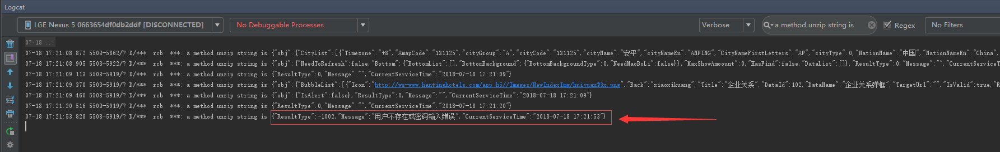 Logcat
LGE Nexus 5 0663654df0db2ddf [DISCONNECTED]
No Debuggable Processes
Verbose
a method unzip string is
Regex
No Filters
07-18 ...
07-18 17:21:08.872 5503-5862/? D/***  rcb  ***: a method unzip string is {"obj":{"CityList":[{"Timezone":"+8","AmapCode":"131125","cityGroup":"A","cityCode":"131125","cityName":"安平","cityNameEn":"ANPING","CityNameFirstLetters":"AP","cityType":0,"NationName":"中国","NationNameEn":"China",
07-18 17:21:08.905 5503-5922/? D/***  rcb  ***: a method unzip string is {"obj":{"NeedToRefresh":false,"Bottom":{"BottomList":[],"BottomBackground":{"BottomBackgroundType":0,"NeedMaoBoLi":false}},"MaxShowAmount":0,"HasFind":false,"DataList":[]},"ResultType":0,"Message":"","CurrentServiceT
07-18 17:21:09.113 5503-5919/? D/***  rcb  ***: a method unzip string is {"ResultType":0,"Message":"","CurrentServiceTime":"2018-07-18 17:21:09"}
07-18 17:21:09.370 5503-5919/? D/***  rcb  ***: a method unzip string is {"obj":{"BubbleList":[{"Icon":"http://ws-www.hantinghotels.com/app_h5//Images/NewIndexImg/huiyuan@3x.png","Back":"xiaoxikuang","Title":"企业关系","DataId":102,"DataName":"企业关系弹框","TargetUrl":"","IsValid":true,"R
07-18 17:21:09.460 5503-5919/? D/***  rcb  ***: a method unzip string is {"obj":{"IsAlert":false},"ResultType":0,"Message":"","CurrentServiceTime":"2018-07-18 17:21:09"}
07-18 17:21:20.516 5503-5919/? D/***  rcb  ***: a method unzip string is {"ResultType":0,"Message":"","CurrentServiceTime":"2018-07-18 17:21:20"}
07-18 17:21:53.828 5503-5919/? D/***  rcb  ***: a method unzip string is {"ResultType":-1002,"Message":"用户不存在或密码输入错误","CurrentServiceTime":"2018-07-18 17:21:53"}